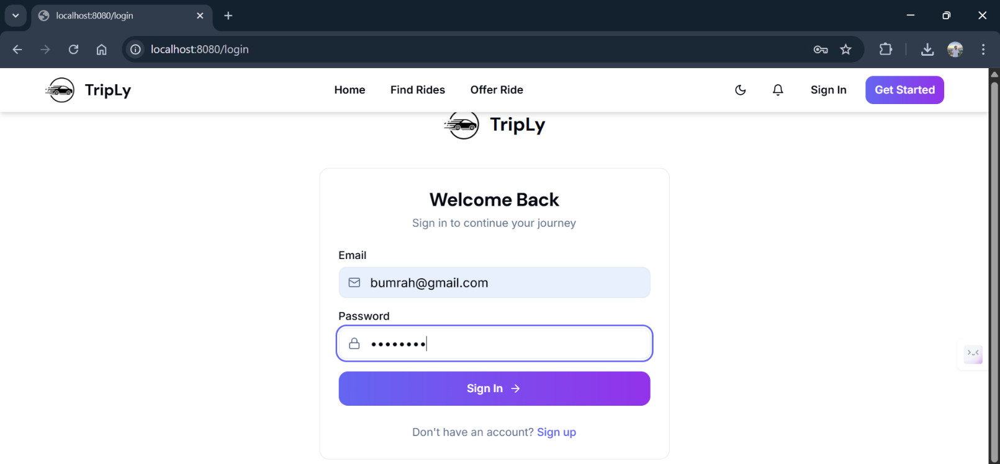 localhost:8080/login
localhost:8080/login
TripLy
Home
Find Rides
Offer Ride
Sign In
Get Started
TripLy
Welcome Back
Sign in to continue your journey
Email
bumrah@gmail.com
Password
••••••••
Sign In →
Don't have an account? Sign up